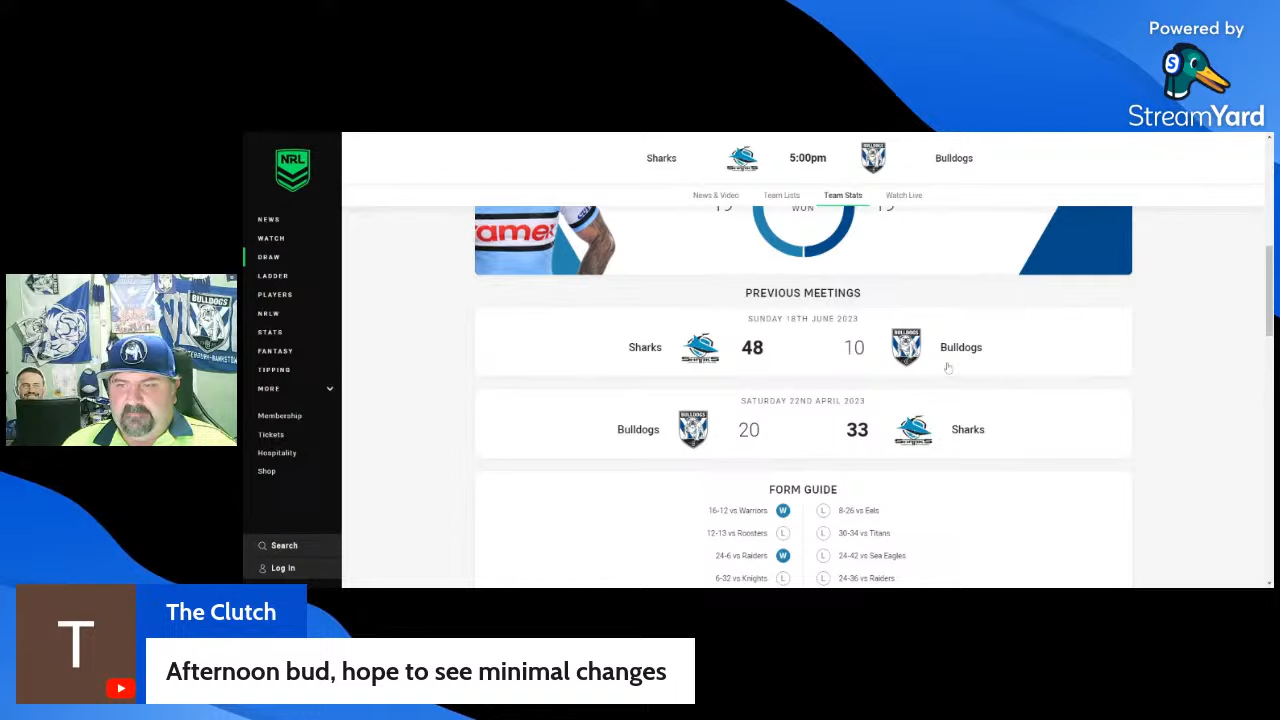 Powered by
StreamYard
NRL
Sharks
5:00pm
Bulldogs
News & Video
Team Lists
Team Stats
Watch Live
NEWS
WATCH
DRAW
LADDER
PLAYERS
NRLW
STATS
FANTASY
TIPPING
MORE
Membership
Tickets
Hospitality
Shop
Search
Log In
WON
PREVIOUS MEETINGS
SUNDAY 18TH JUNE 2023
Sharks
48
10
Bulldogs
SATURDAY 22ND APRIL 2023
Bulldogs
20
33
Sharks
FORM GUIDE
16-12 vs Warriors W L 8-26 vs Eels
12-13 vs Roosters L L 30-34 vs Titans
24-6 vs Raiders W L 24-42 vs Sea Eagles
6-32 vs Knights L L 24-36 vs Raiders
BULLDOGS
T
The Clutch
Afternoon bud, hope to see minimal changes